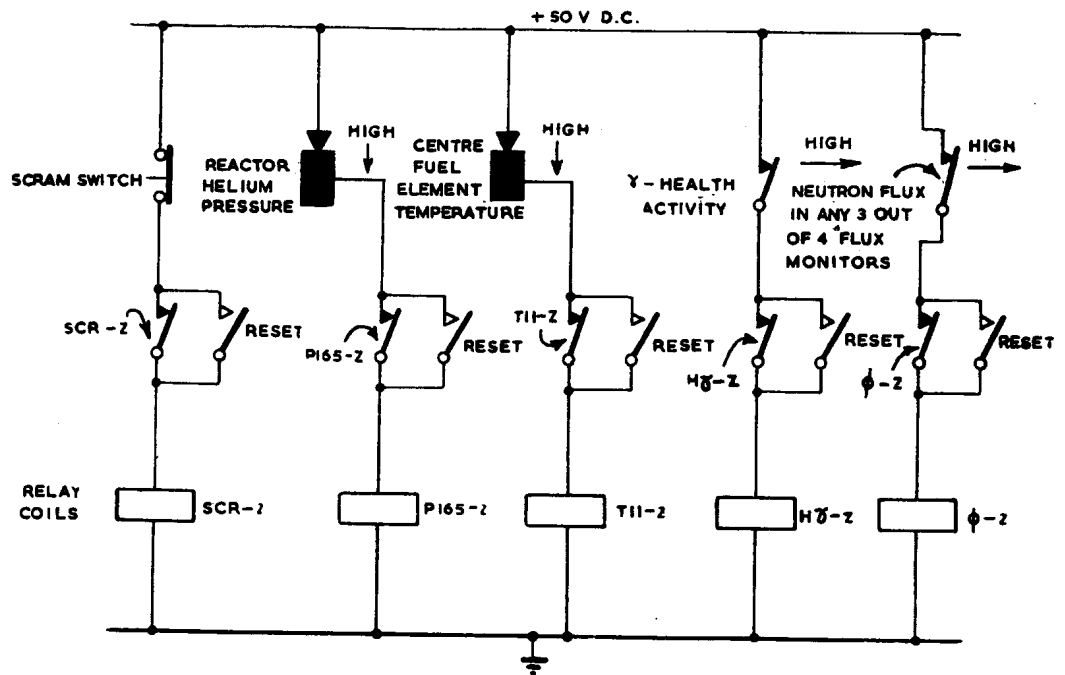 +50 V D.C.
SCRAM SWITCH
REACTOR
HELIUM
PRESSURE
HIGH
CENTRE
FUEL
ELEMENT
TEMPERATURE
HIGH
γ-HEALTH
ACTIVITY
HIGH
NEUTRON FLUX
IN ANY 3 OUT
OF 4 FLUX
MONITORS
HIGH
SCR-Z
RESET
P165-Z
RESET
T11-Z
RESET
Hγ-Z
RESET
ϕ-Z
RESET
RELAY
COILS
SCR-Z
P165-Z
T11-Z
Hγ-Z
ϕ-Z